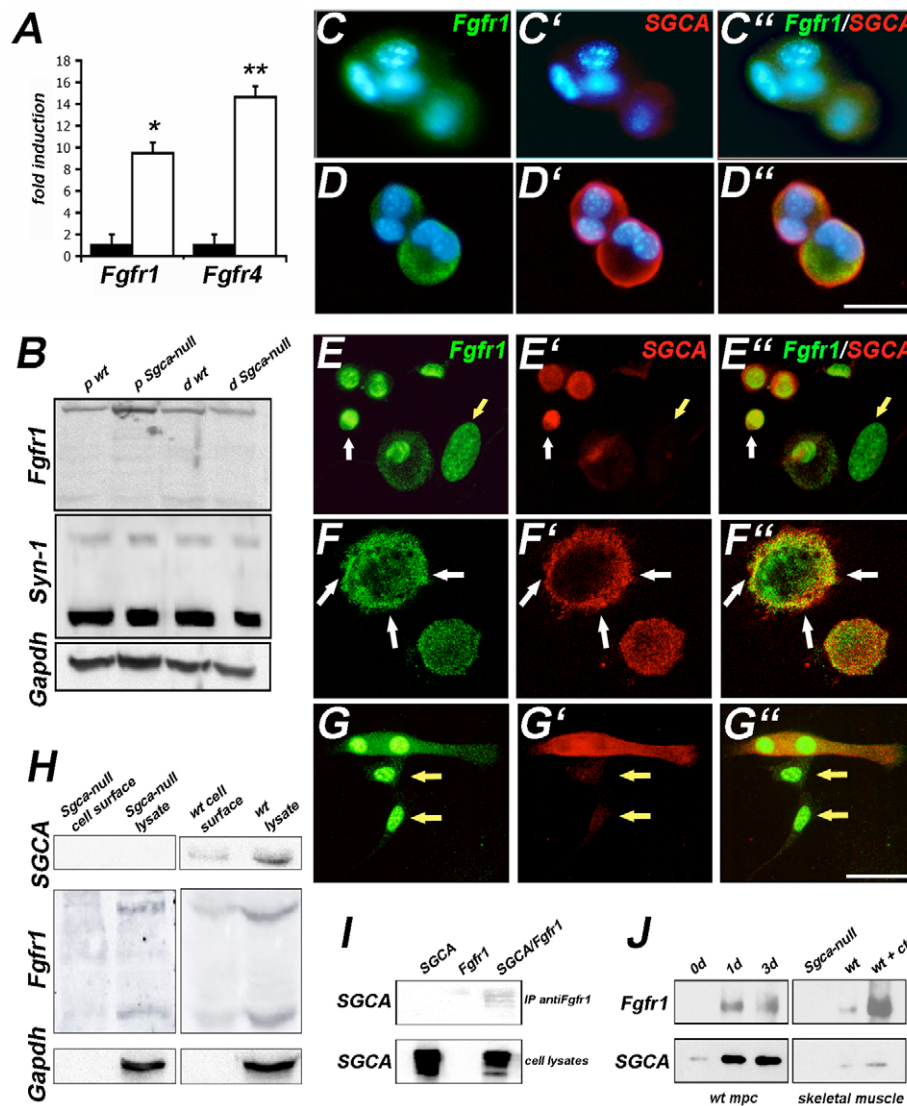 A
fold induction
18
16
14
12
10
8
6
4
2
0
*
**
Fgfr1 Fgfr4
B
p wt p Sgca-null d wt d Sgca-null
Fgfr1
Syn-1
Gapdh
C Fgfr1
C' SGCA
C" Fgfr1/SGCA
D
D'
D"
E Fgfr1
E' SGCA
E" Fgfr1/SGCA
F
F'
F"
G
G'
G"
H
Sgca-null cell surface
Sgca-null lysate
wt cell surface
wt lysate
SGCA
Fgfr1
Gapdh
I
SGCA Fgfr1 SGCA/Fgfr1
SGCA IP antiFgfr1
SGCA cell lysates
J
0d 1d 3d Sgca-null wt wt + ct
Fgfr1
SGCA
wt mpc skeletal muscle